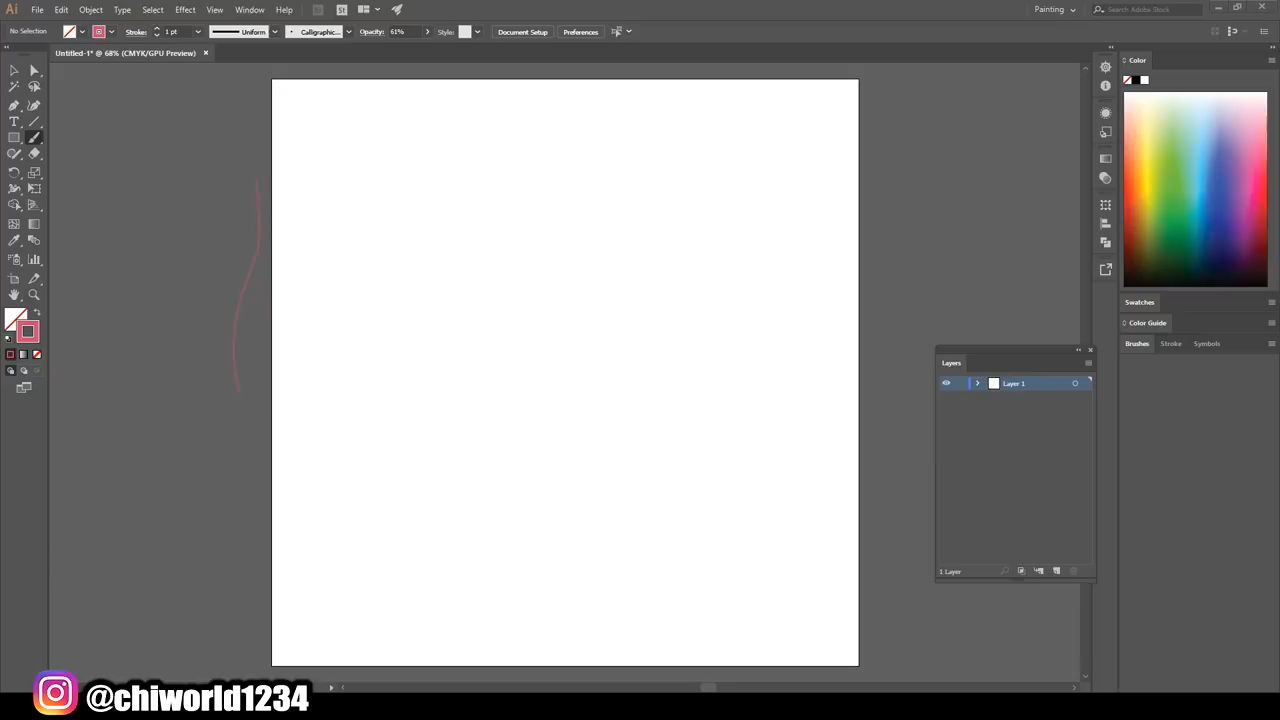 Ai File Edit Object Type Select Effect View Window Help Br St Painting Search Adobe Stock
No Selection Stroke: 1 pt Uniform Calligraphic... Opacity: 61% Style: Document Setup Preferences
Untitled-1* @ 68% (CMYK/GPU Preview) ×
Color
Swatches
Color Guide
Brushes Stroke Symbols
Layers
Layer 1
1 Layer
@chiworld1234